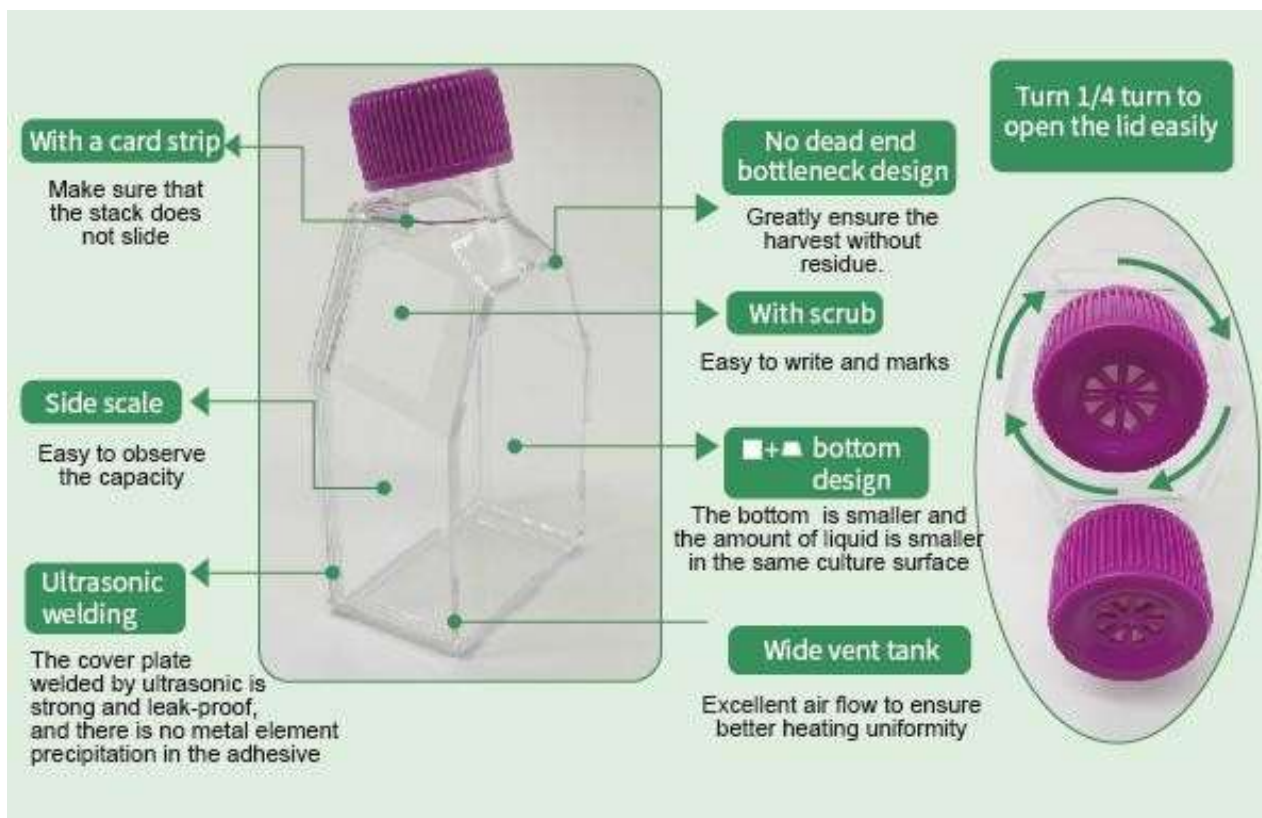 With a card strip
Make sure that
the stack does
not slide
Side scale
Easy to observe
the capacity
Ultrasonic
welding
The cover plate
welded by ultrasonic is
strong and leak-proof,
and there is no metal element
precipitation in the adhesive
No dead end
bottleneck design
Greatly ensure the
harvest without
residue.
With scrub
Easy to write and marks
■+ bottom
design
The bottom is smaller and
the amount of liquid is smaller
in the same culture surface
Wide vent tank
Excellent air flow to ensure
better heating uniformity
Turn 1/4 turn to
open the lid easily